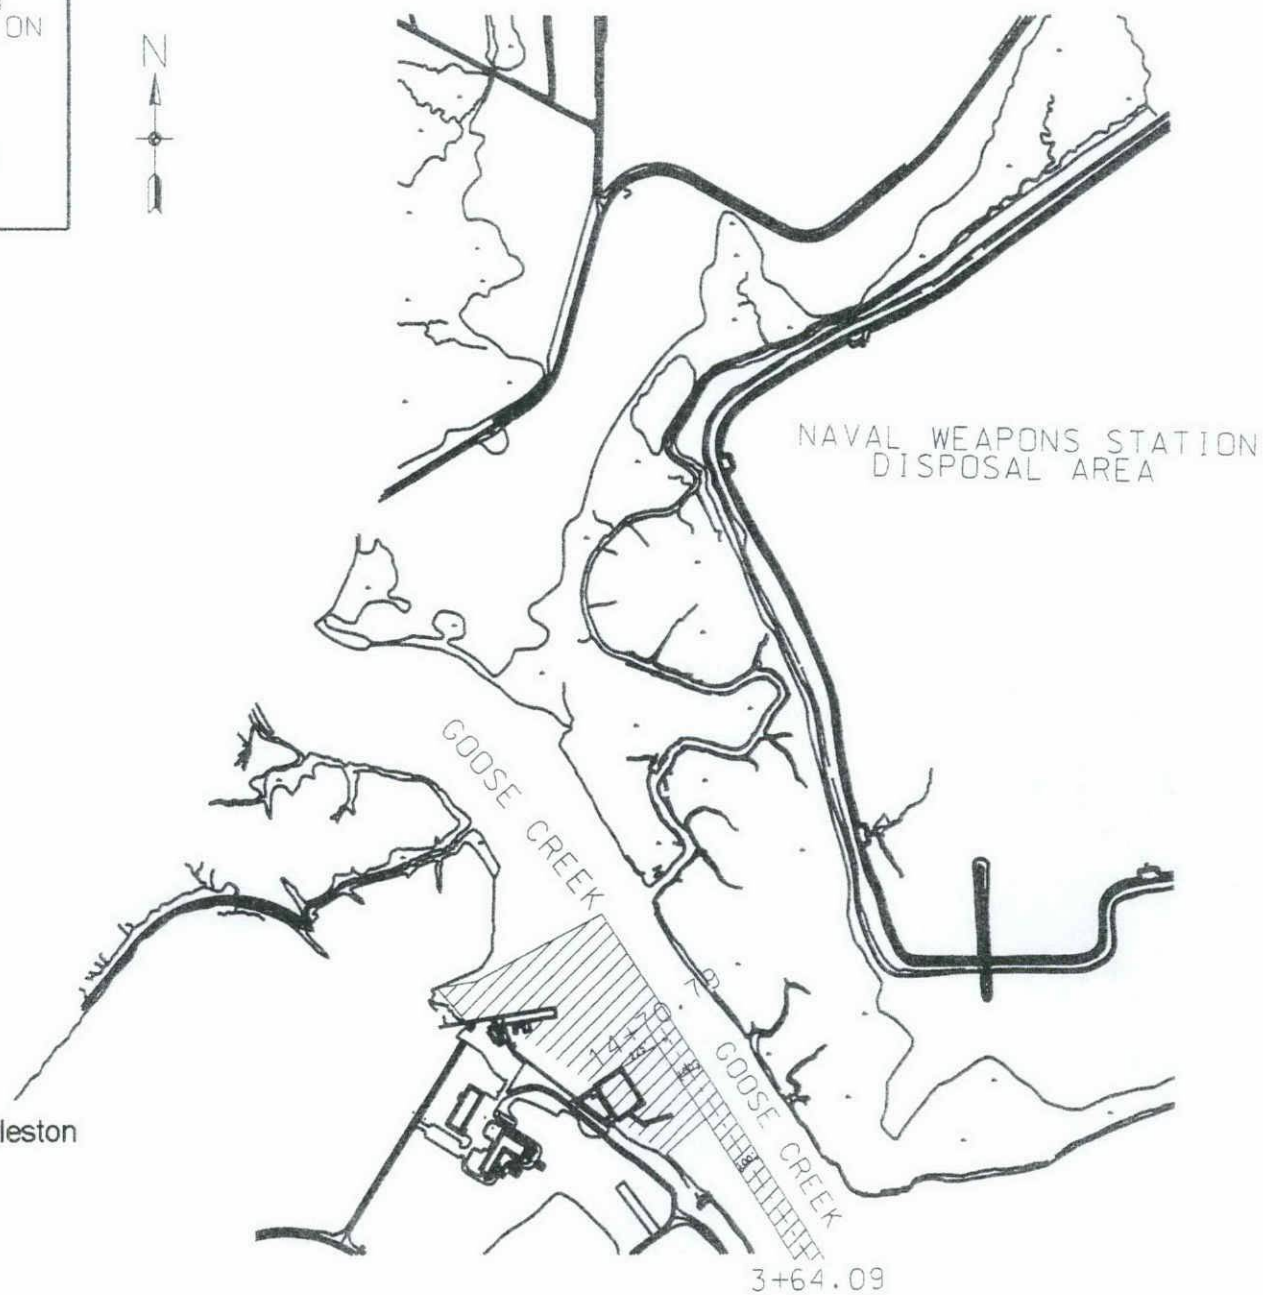 ON
N
NAVAL WEAPONS STATION
DISPOSAL AREA
GOOSE CREEK
GOOSE CREEK
leston
3+64.09